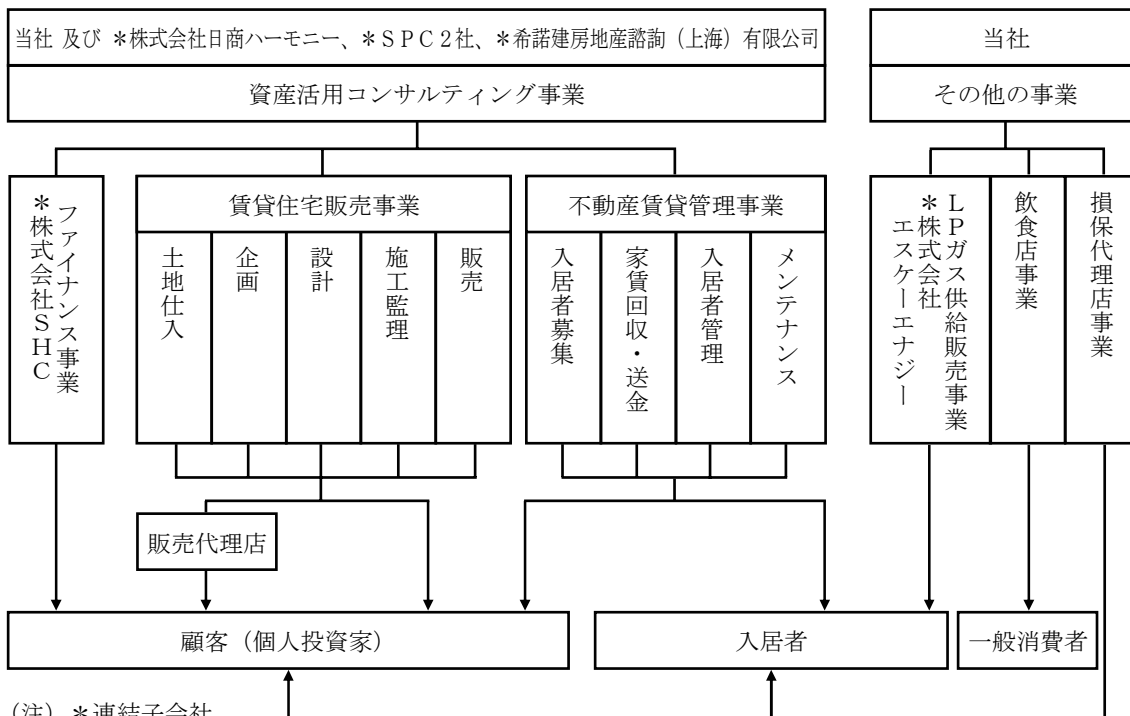 当社 及び ＊株式会社日商ハーモニー、＊ＳＰＣ２社、＊希諾建房地産諮詢（上海）有限公司
資産活用コンサルティング事業
当社
その他の事業
ファイナンス事業
＊株式会社ＳＨＣ
賃貸住宅販売事業
土地仕入
企画
設計
施工監理
販売
不動産賃貸管理事業
入居者募集
家賃回収・送金
入居者管理
メンテナンス
ＬＰガス供給販売事業
＊株式会社
エスケーエナジー
飲食店事業
損保代理店事業
販売代理店
顧客（個人投資家）
入居者
一般消費者
（注）＊連結子会社